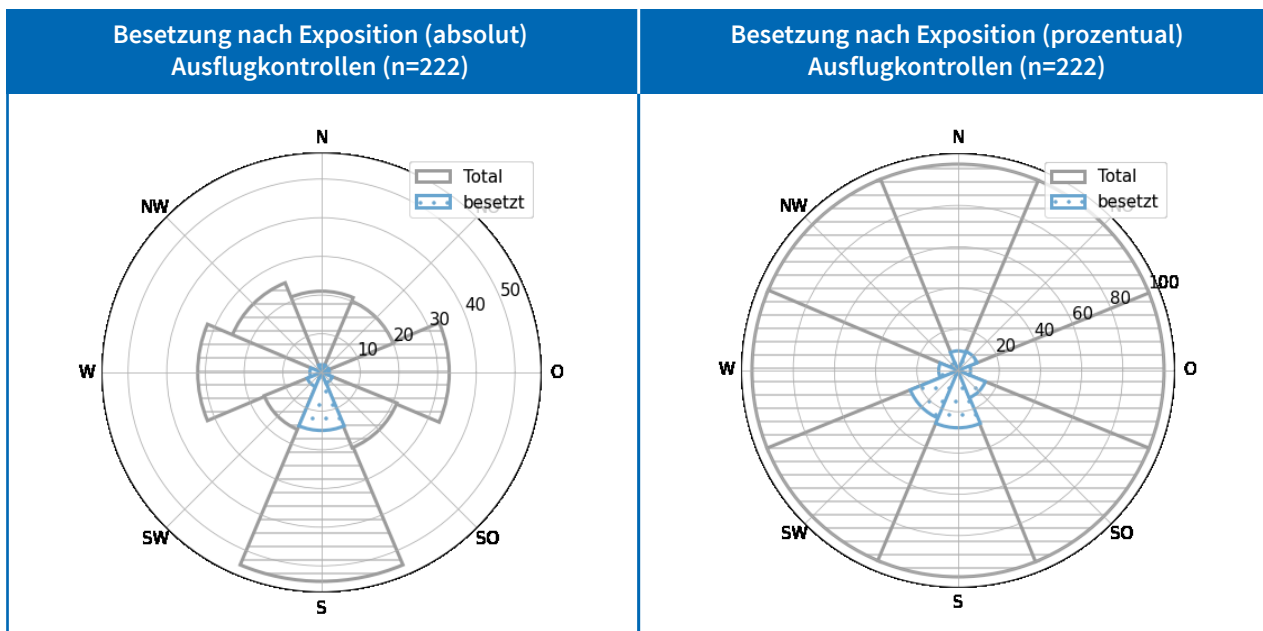 Besetzung nach Exposition (absolut)
Ausflugkontrollen (n=222)
N
NW
W
SW
S
SO
O
10
20
30
40
50
Total
besetzt
Besetzung nach Exposition (prozentual)
Ausflugkontrollen (n=222)
N
NW
W
SW
S
SO
O
20
40
60
80
100
Total
besetzt